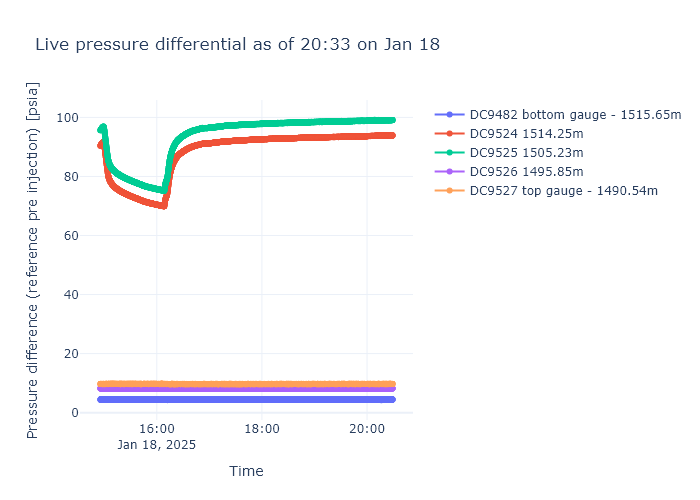 Live pressure differential as of 20:33 on Jan 18
Pressure difference (reference pre injection) [psia]
100
80
60
40
20
0
16:00
Jan 18, 2025
18:00
20:00
Time
DC9482 bottom gauge - 1515.65m
DC9524 1514.25m
DC9525 1505.23m
DC9526 1495.85m
DC9527 top gauge - 1490.54m